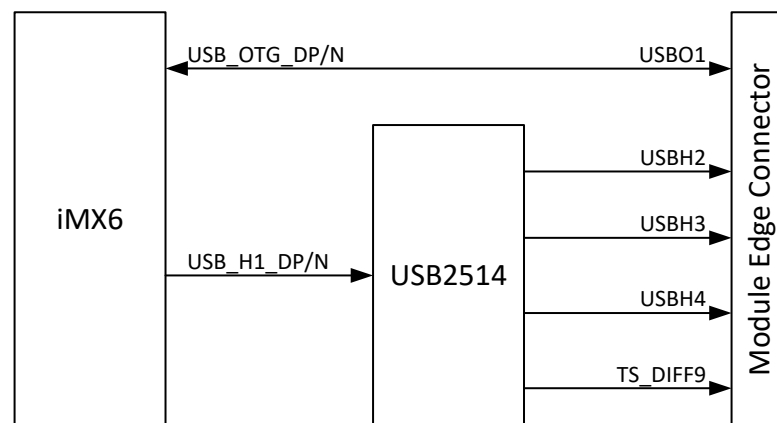 USB_OTG_DP/N USBO1
USBH2
iMX6
USBH3
USB_H1_DP/N
USB2514
USBH4
TS_DIFF9
Module Edge Connector